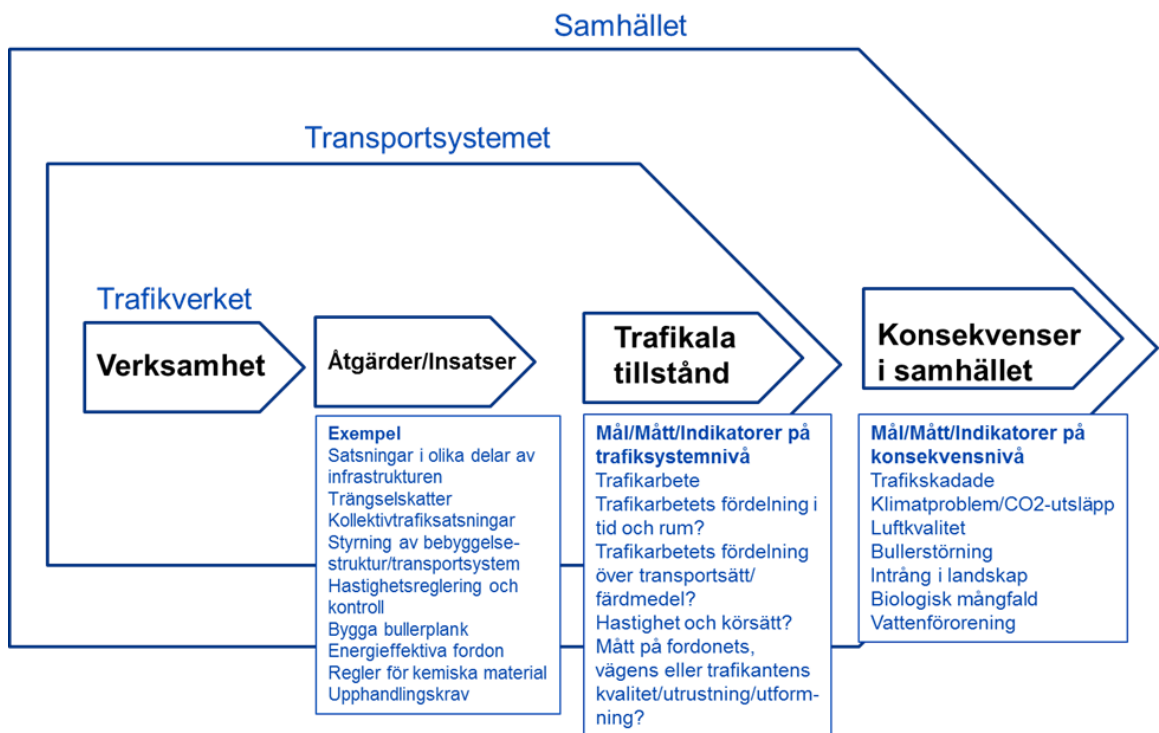 Samhället
Transportsystemet
Trafikverket
Verksamhet
Åtgärder/Insatser
Trafikala
tillstånd
Konsekvenser
i samhället
Exempel
Satsningar i olika delar av
infrastrukturen
Trängselskatter
Kollektivtrafiksatsningar
Styrning av bebyggelse-
struktur/transportsystem
Hastighetsreglering och
kontroll
Bygga bullerplank
Energieffektiva fordon
Regler för kemiska material
Upphandlingskrav
Mål/Mått/Indikatorer på
trafiksystemnivå
Trafikarbete
Trafikarbetets fördelning i
tid och rum?
Trafikarbetets fördelning
över transportsätt/
färdmedel?
Hastighet och körsätt?
Mått på fordonets,
vägens eller trafikantens
kvalitet/utrustning/utform-
ning?
Mål/Mått/Indikatorer på
konsekvensnivå
Trafikskadade
Klimatproblem/CO2-utsläpp
Luftkvalitet
Bullerstörning
Intrång i landskap
Biologisk mångfald
Vattenförorening